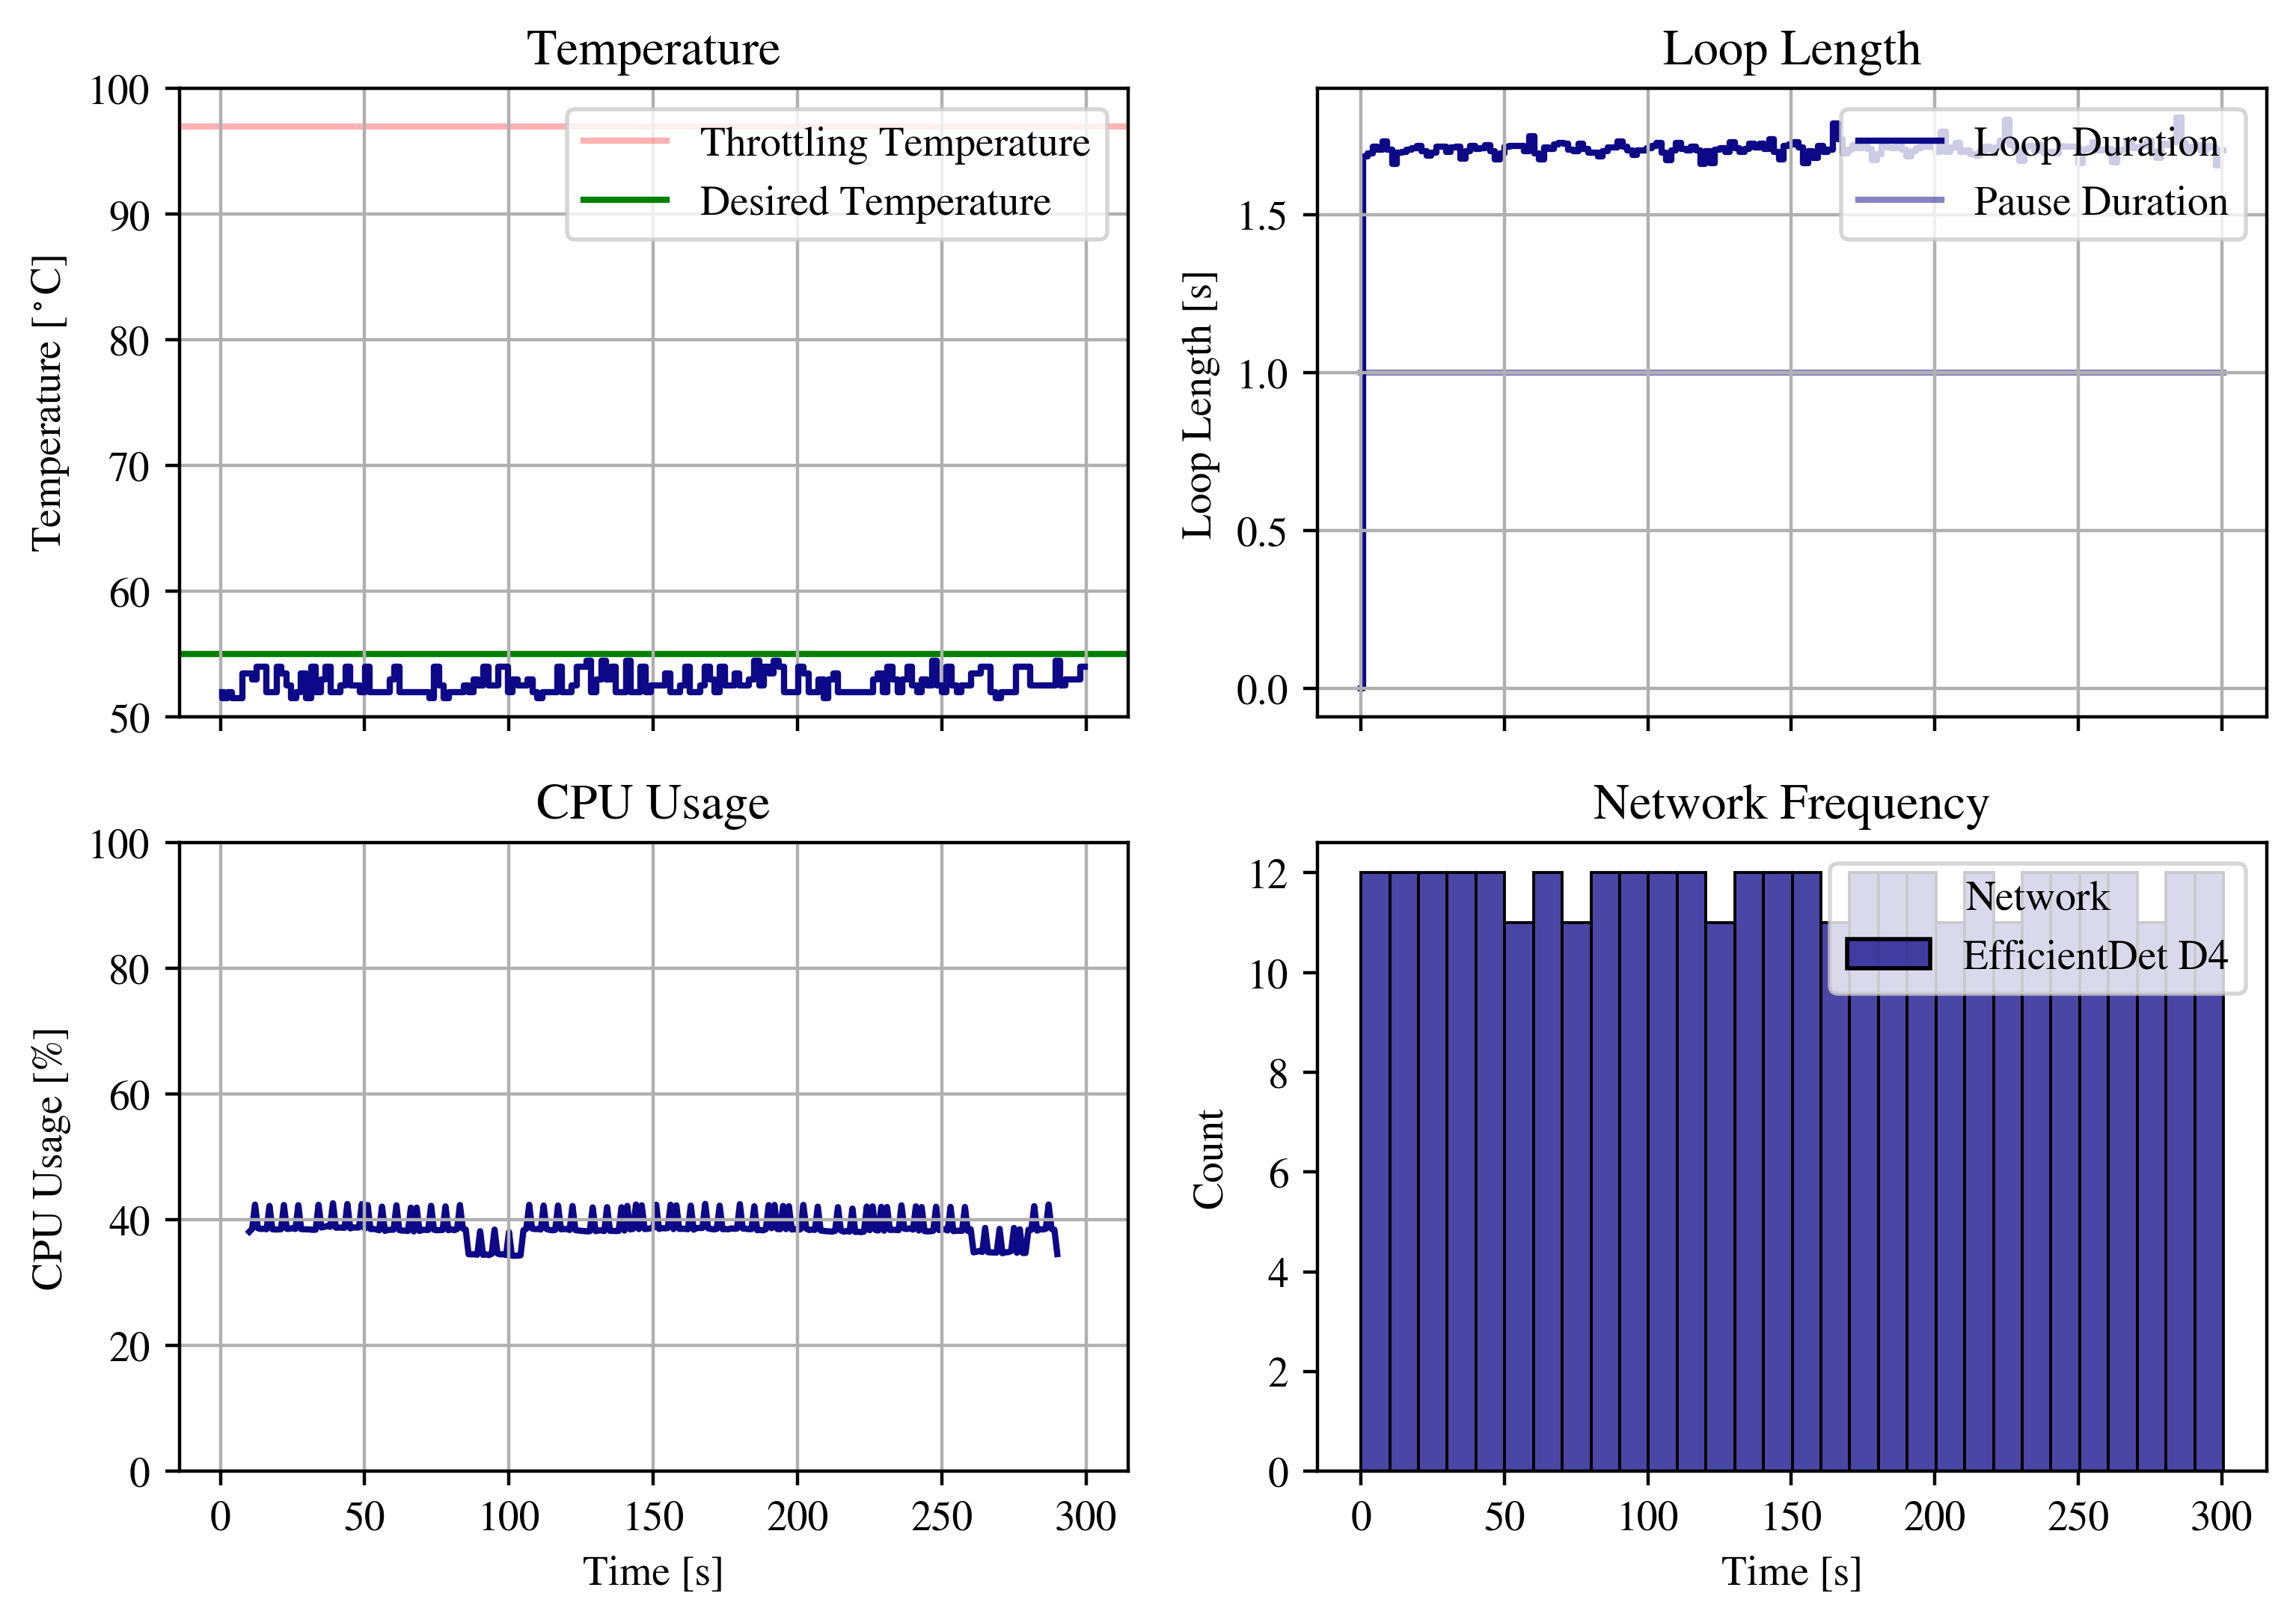 Temperature
Temperature [°C]
100
90
80
70
60
50
Throttling Temperature
Desired Temperature
Loop Length
Loop Length [s]
1.5
1.0
0.5
0.0
Loop Duration
Pause Duration
CPU Usage
CPU Usage [%]
100
80
60
40
20
0
0 50 100 150 200 250 300
Time [s]
Network Frequency
Count
12
10
8
6
4
2
0
Network
EfficientDet D4
0 50 100 150 200 250 300
Time [s]